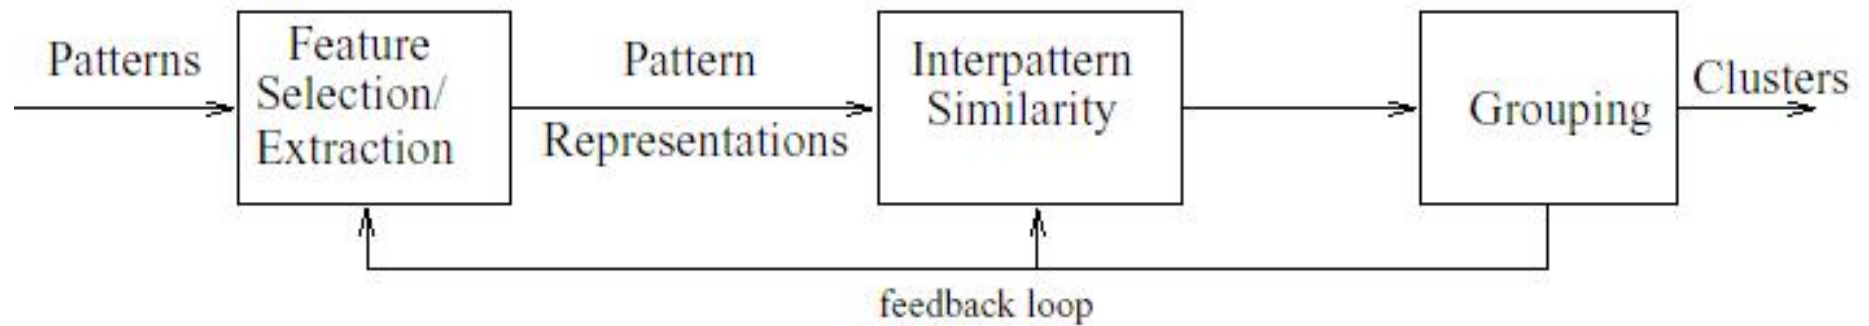 Patterns
Feature
Selection/
Extraction
Pattern
Representations
Interpattern
Similarity
Grouping
Clusters
feedback loop